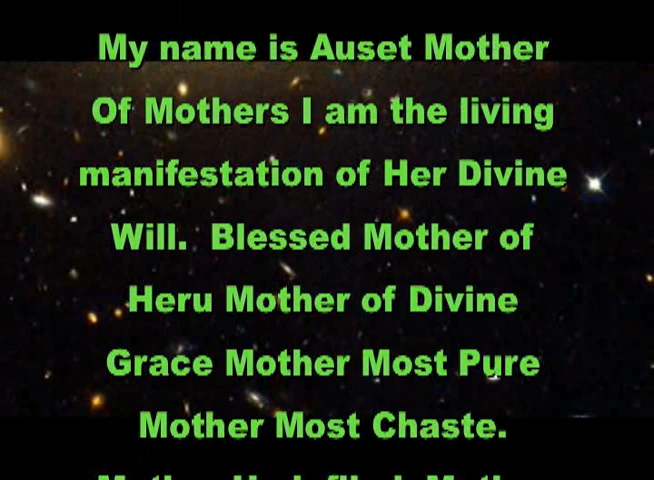 My name is Auset Mother
Of Mothers I am the living
manifestation of Her Divine
Will.  Blessed Mother of
Heru Mother of Divine
Grace Mother Most Pure
Mother Most Chaste.